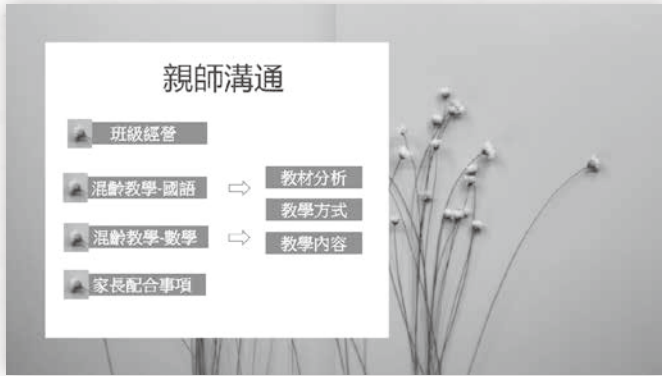 親師溝通
班級經營
混齡教學-國語
混齡教學-數學
家長配合事項
教材分析
教學方式
教學內容